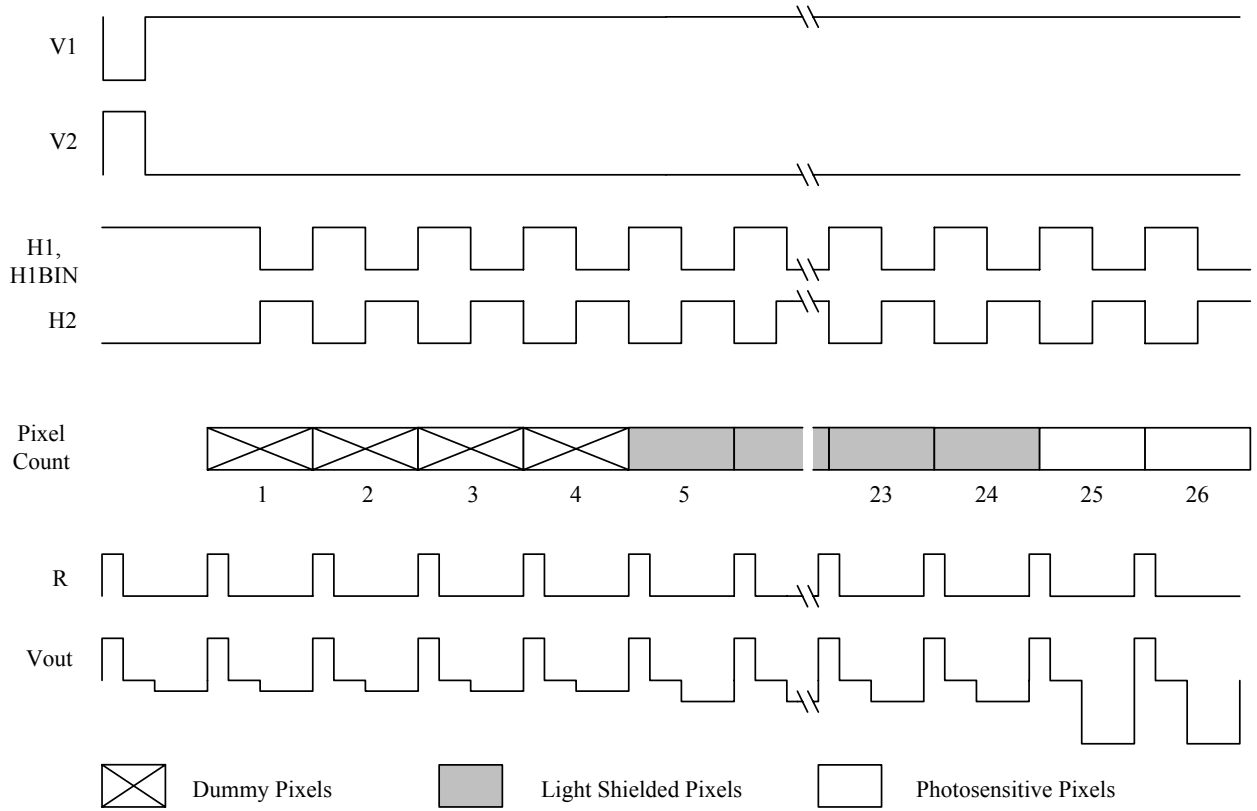 V1
V2
H1,
H1BIN
H2
Pixel
Count
1 2 3 4 5 23 24 25 26
R
Vout
Dummy Pixels Light Shielded Pixels Photosensitive Pixels